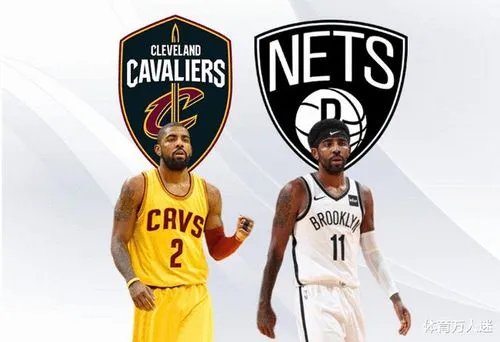 CLEVELAND
CAVALIERS
NETS
B
CAVS
2
BROOKLYN
11
体育万人迷